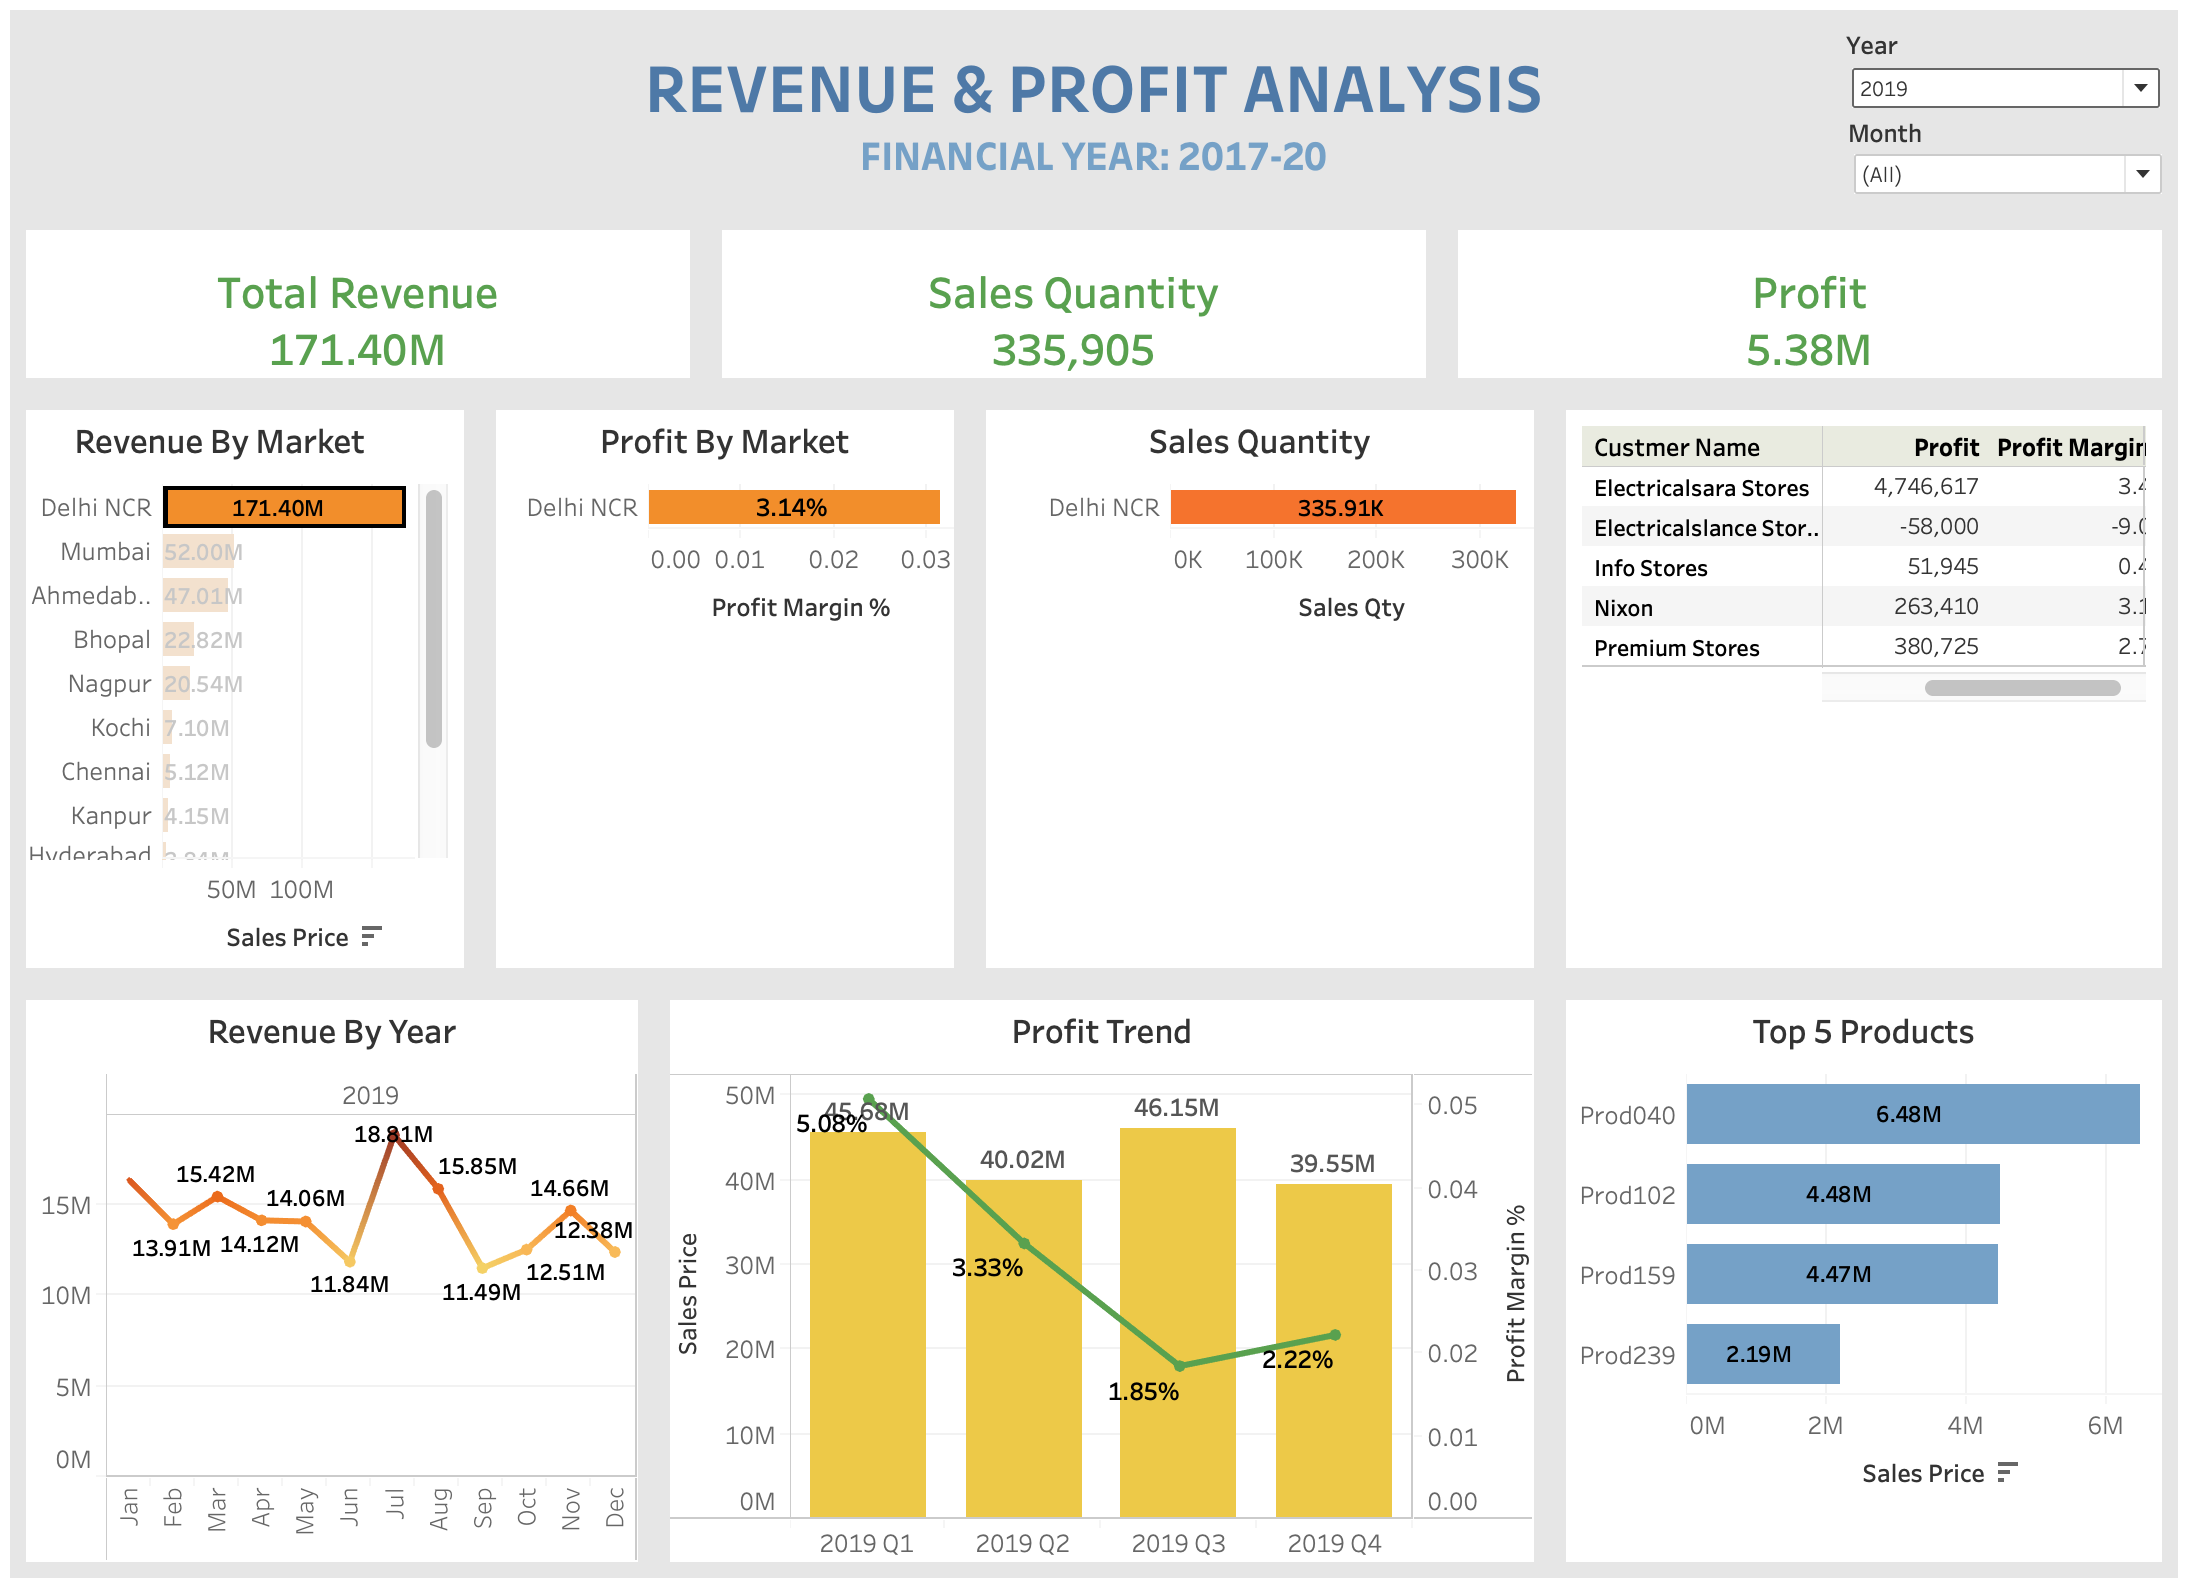 REVENUE & PROFIT ANALYSIS
FINANCIAL YEAR: 2017-20
Year
2019
Month
(All)
Total Revenue
171.40M
Sales Quantity
335,905
Profit
5.38M
Revenue By Market
Delhi NCR 171.40M
Mumbai 52.00M
Ahmedab.. 47.01M
Bhopal 22.82M
Nagpur 20.54M
Kochi 7.10M
Chennai 5.12M
Kanpur 4.15M
Hyderabad
50M 100M
Sales Price
Profit By Market
Delhi NCR 3.14%
0.00 0.01 0.02 0.03
Profit Margin %
Sales Quantity
Delhi NCR 335.91K
0K 100K 200K 300K
Sales Qty
Custmer Name Profit Profit Margin
Electricalsara Stores 4,746,617 3.4
Electricalslance Stor.. -58,000 -9.0
Info Stores 51,945 0.4
Nixon 263,410 3.1
Premium Stores 380,725 2.7
Revenue By Year
2019
18.81M
15.42M 15.85M
14.06M 14.66M
15M
12.38M
13.91M 14.12M
11.84M 11.49M 12.51M
10M
5M
0M
Jan Feb Mar Apr May Jun Jul Aug Sep Oct Nov Dec
Profit Trend
50M 45.68M 46.15M 0.05
5.08%
40.02M 39.55M
40M 0.04
30M 3.33% 0.03
Sales Price
Profit Margin %
20M 2.22% 0.02
1.85%
10M 0.01
0M 0.00
2019 Q1 2019 Q2 2019 Q3 2019 Q4
Top 5 Products
Prod040 6.48M
Prod102 4.48M
Prod159 4.47M
Prod239 2.19M
0M 2M 4M 6M
Sales Price